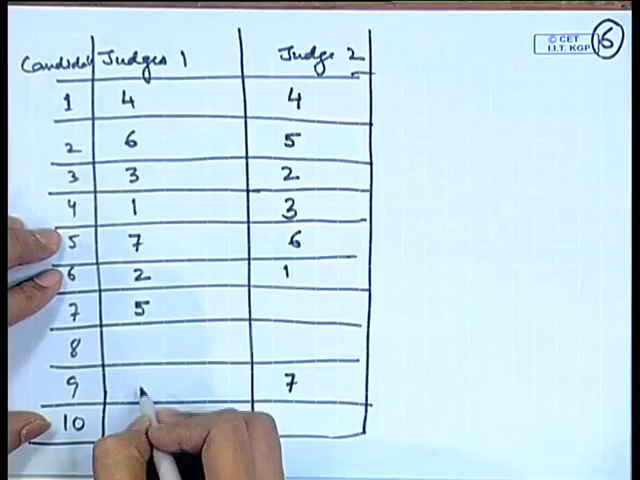 © CET
I.I.T. KGP
16
Candidate Judges 1 Judge 2
1 4 4
2 6 5
3 3 2
4 1 3
5 7 6
6 2 1
7 5
8
9 7
10